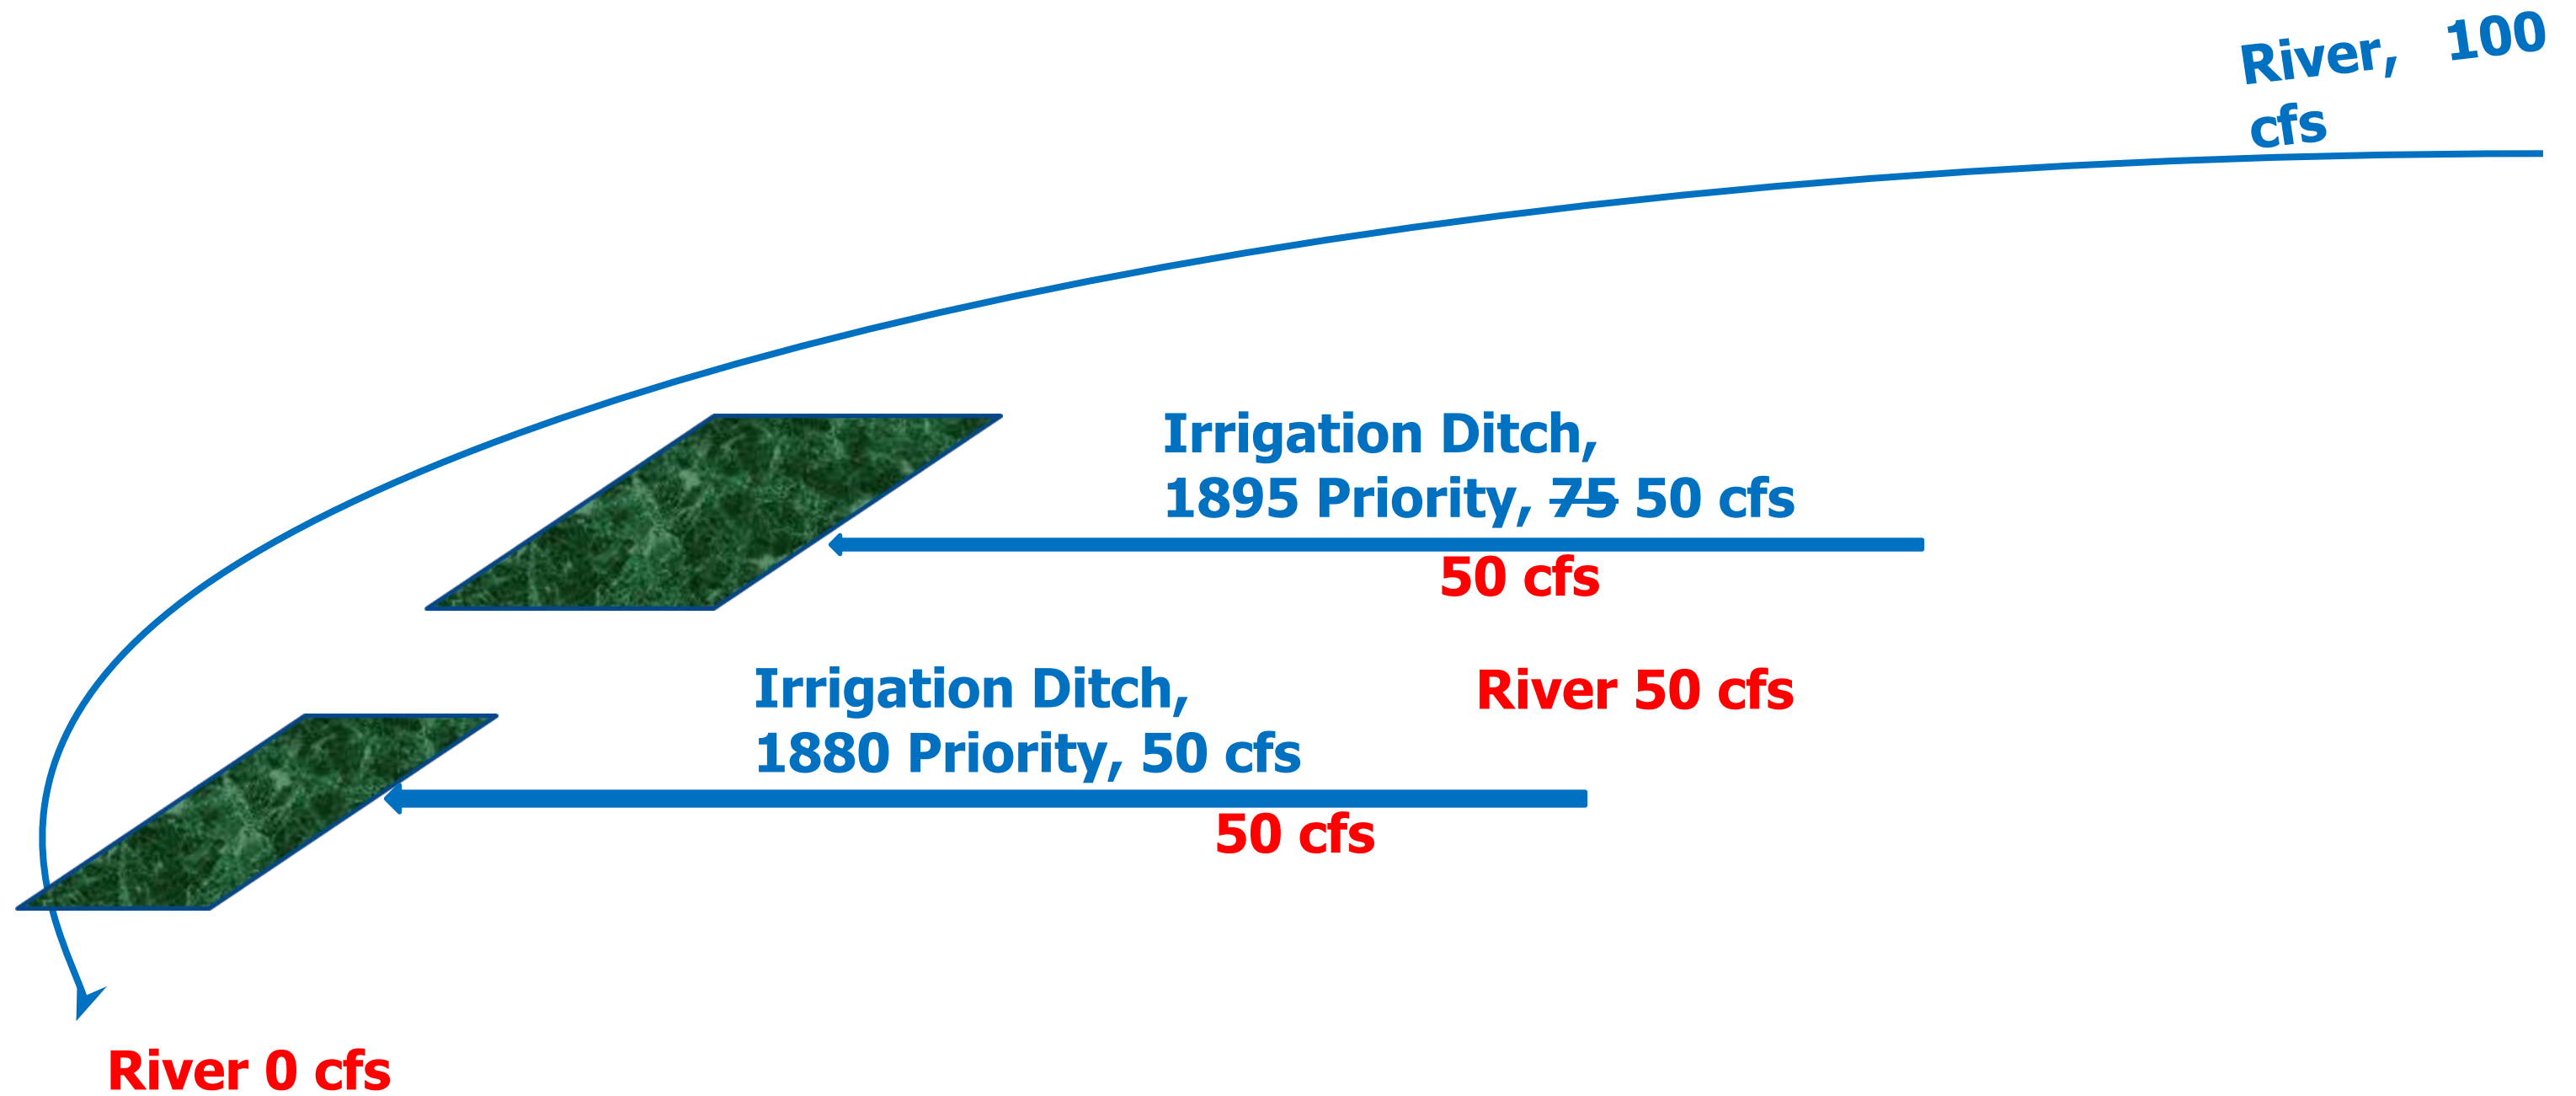 River, 100
cfs
Irrigation Ditch,
1895 Priority, 75 50 cfs
50 cfs
Irrigation Ditch,
1880 Priority, 50 cfs
River 50 cfs
50 cfs
River 0 cfs